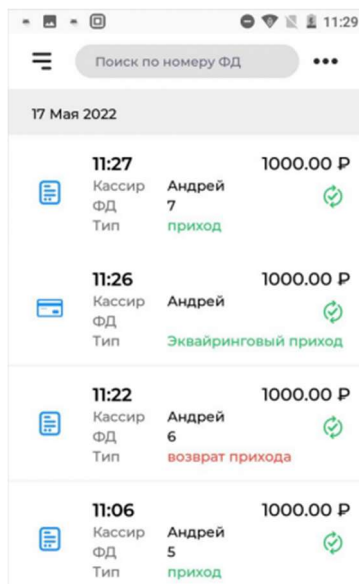 11:29
Поиск по номеру ФД
17 Мая 2022
11:27 1000.00 ₽
Кассир Андрей
ФД 7
Тип приход
11:26 1000.00 ₽
Кассир Андрей
ФД
Тип Эквайринговый приход
11:22 1000.00 ₽
Кассир Андрей
ФД 6
Тип возврат прихода
11:06 1000.00 ₽
Кассир Андрей
ФД 5
Тип приход